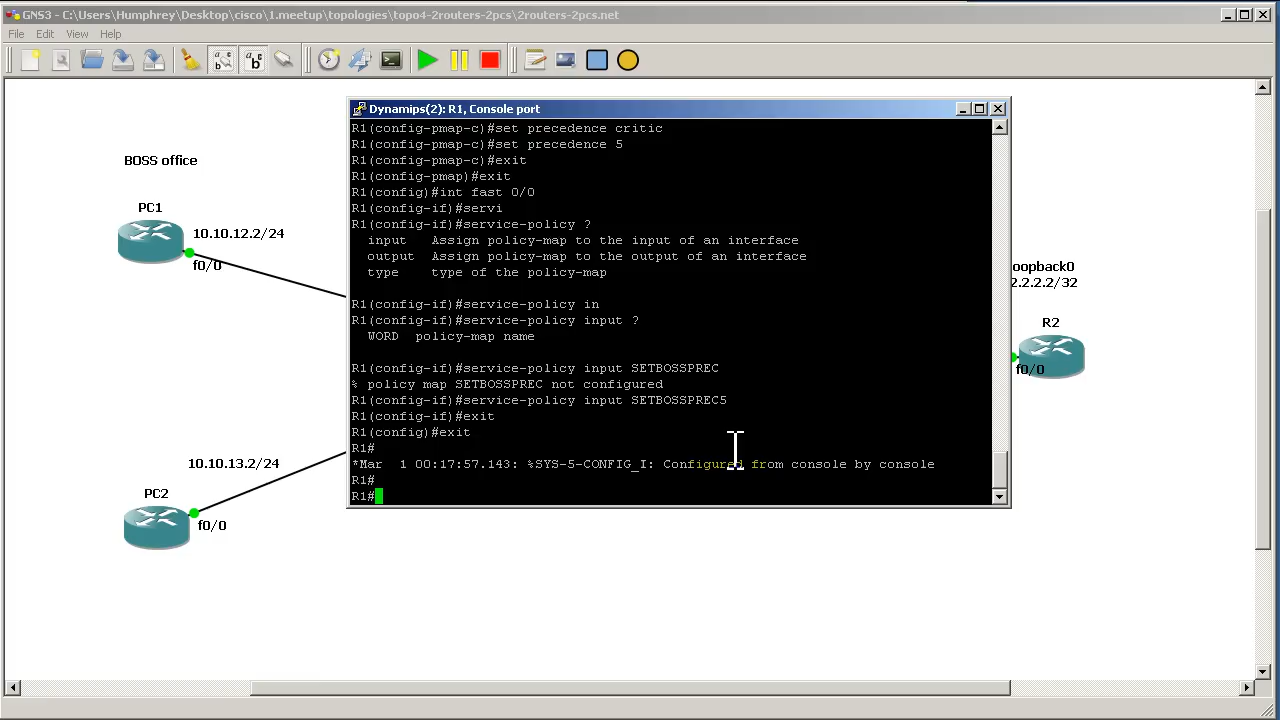 GNS3 - C:\Users\Humphrey\Desktop\cisco\1.meetup\topologies\topo4-2routers-2pcs\2routers-2pcs.net
File Edit View Help
Dynamips(2): R1, Console port
R1(config-pmap-c)#set precedence critic
R1(config-pmap-c)#set precedence 5
R1(config-pmap-c)#exit
R1(config-pmap)#exit
R1(config)#int fast 0/0
R1(config-if)#servi
R1(config-if)#service-policy ?
input Assign policy-map to the input of an interface
output Assign policy-map to the output of an interface
type type of the policy-map
R1(config-if)#service-policy in
R1(config-if)#service-policy input ?
WORD policy-map name
R1(config-if)#service-policy input SETBOSSPREC
% policy map SETBOSSPREC not configured
R1(config-if)#service-policy input SETBOSSPREC5
R1(config-if)#exit
R1(config)#exit
R1#
*Mar 1 00:17:57.143: %SYS-5-CONFIG_I: Configured from console by console
R1#
R1#
BOSS office
PC1
10.10.12.2/24
f0/0
10.10.13.2/24
PC2
f0/0
oopback0
2.2.2.2/32
R2
f0/0